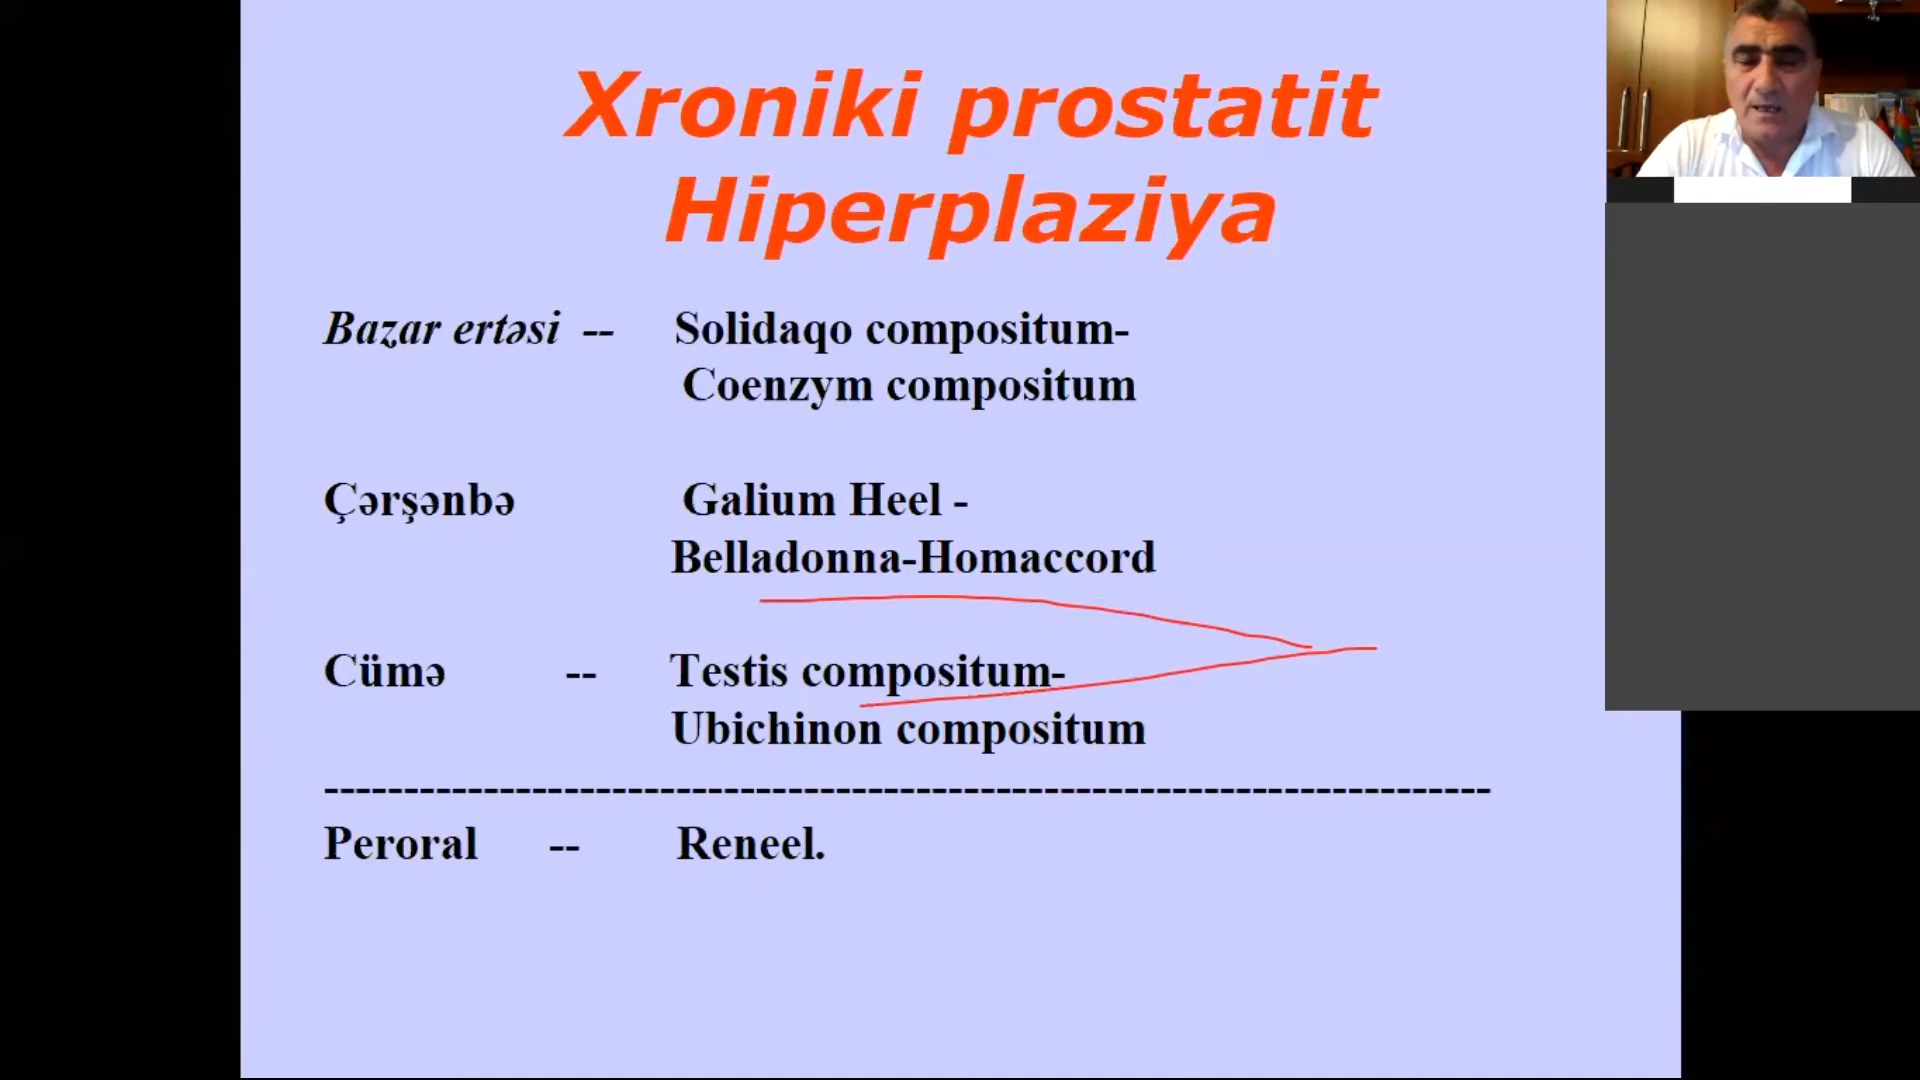 Xroniki prostatit
Hiperplaziya
Bazar ertəsi -- Solidaqo compositum-
Coenzym compositum
Çərşənbə Galium Heel -
Belladonna-Homaccord
Cümə -- Testis compositum-
Ubichinon compositum
-------------------------------------------------------------------------
Peroral -- Reneel.